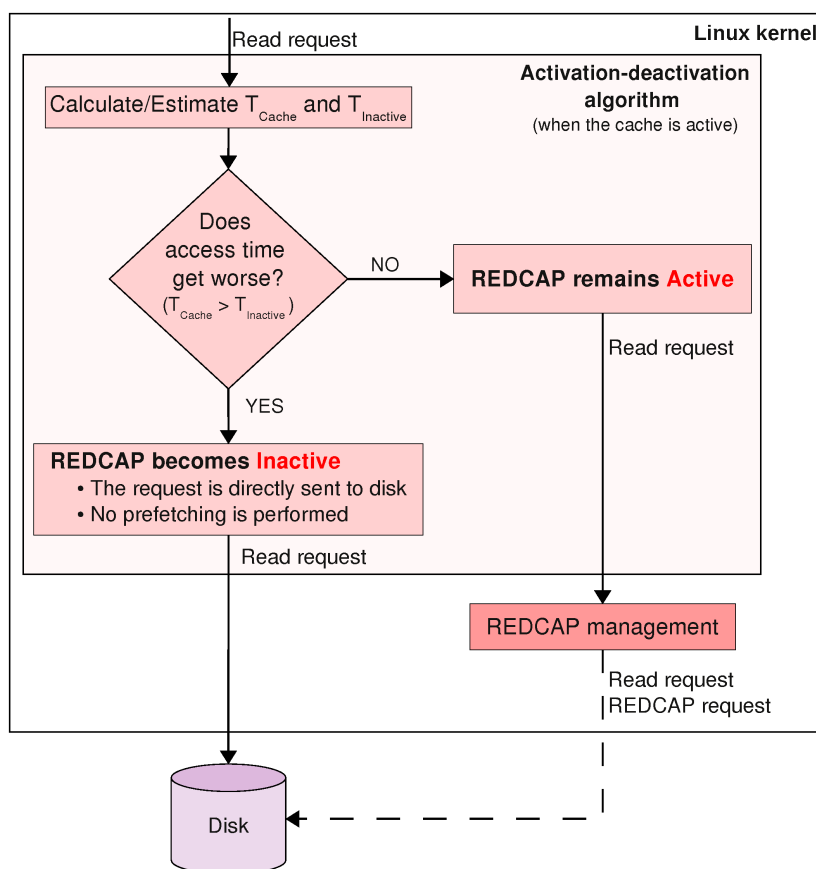 Linux kernel
Read request
Activation-deactivation
algorithm
(when the cache is active)
Calculate/Estimate T_Cache and T_Inactive
Does
access time
get worse?
(T_Cache > T_Inactive)
NO
REDCAP remains Active
Read request
YES
REDCAP becomes Inactive
• The request is directly sent to disk
• No prefetching is performed
Read request
REDCAP management
Read request
REDCAP request
Disk